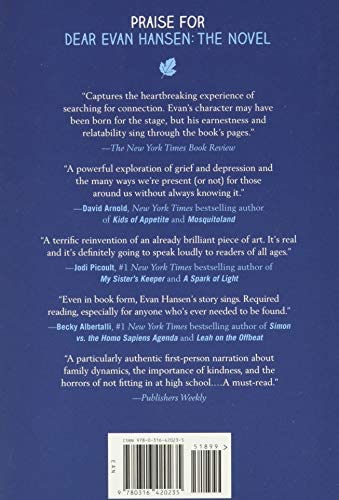 PRAISE FOR
DEAR EVAN HANSEN: THE NOVEL
“Captures the heartbreaking experience of
searching for connection. Evan’s character may have
been born for the stage, but his earnestness and
relatability sing through the book’s pages.”
—The New York Times Book Review
“A powerful exploration of grief and depression and
the many ways we’re present (or not) for those
around us without always knowing it.”
—David Arnold, New York Times bestselling author
of Kids of Appetite and Mosquitoland
“A terrific reinvention of an already brilliant piece of art. It’s real and
it’s definitely going to speak loudly to readers of all ages.”
—Jodi Picoult, #1 New York Times bestselling author of
My Sister’s Keeper and A Spark of Light
“Even in book form, Evan Hansen’s story sings. Required
reading, especially for anyone who’s ever needed to be found.”
—Becky Albertalli, #1 New York Times bestselling author of Simon
vs. the Homo Sapiens Agenda and Leah on the Offbeat
“A particularly authentic first-person narration about
family dynamics, the importance of kindness, and the
horrors of not fitting in at high school....A must-read.”
—Publishers Weekly
ISBN 978-0-316-42023-5
51899
9 780316 420235
EAN